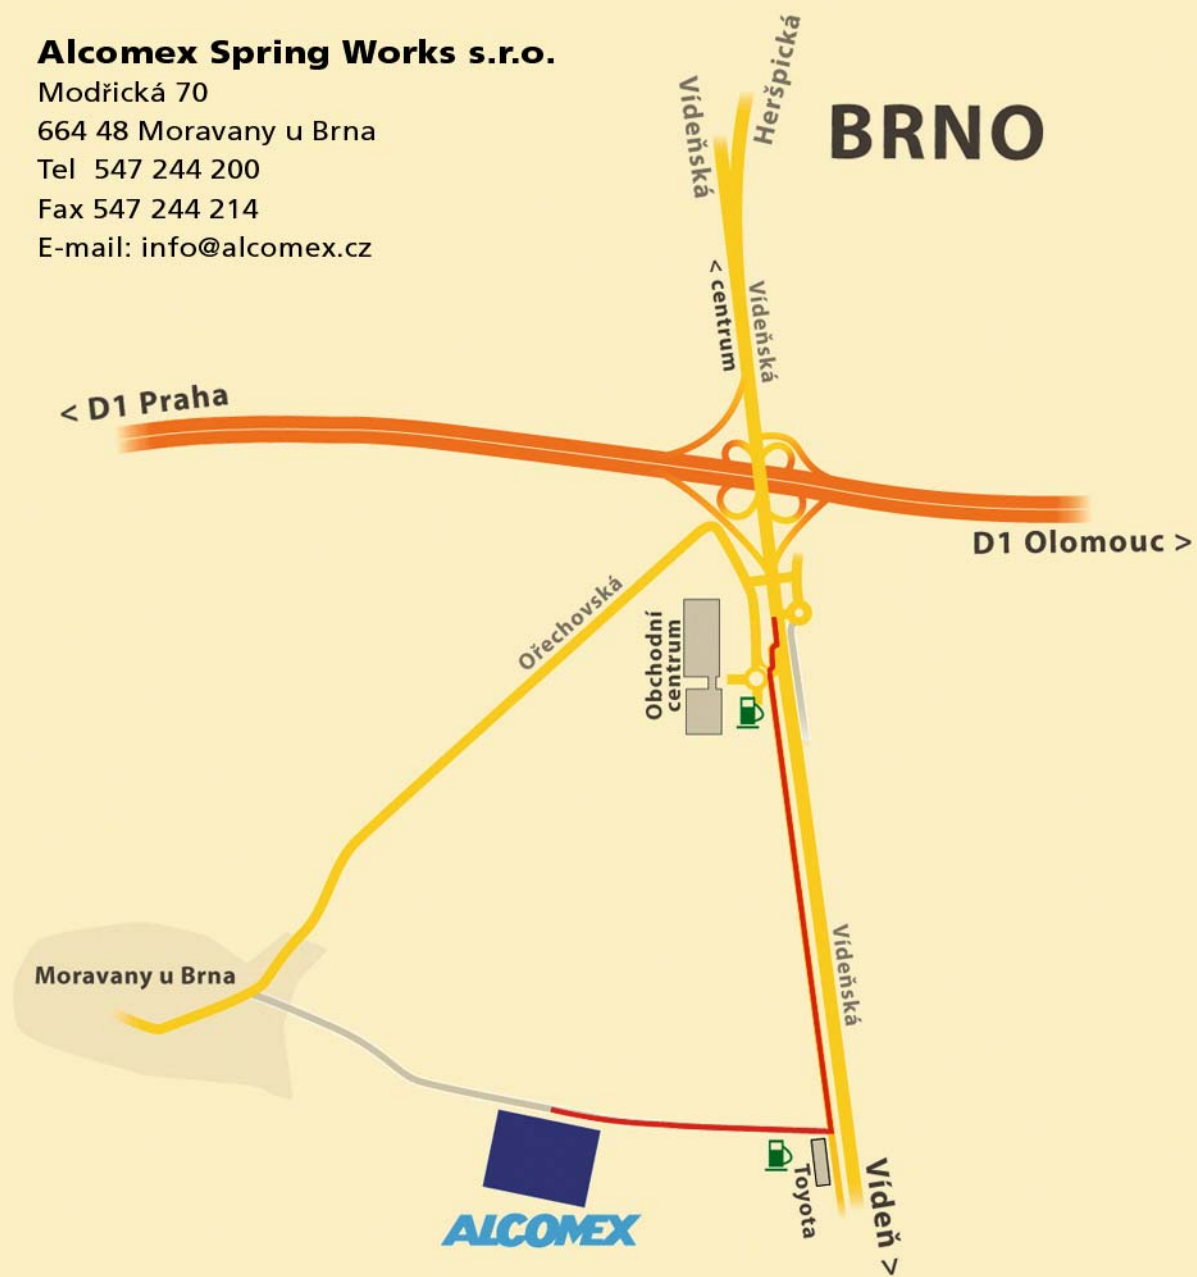 Alcomex Spring Works s.r.o.
Modřická 70
664 48 Moravany u Brna
Tel 547 244 200
Fax 547 244 214
E-mail: info@alcomex.cz
BRNO
Vídeňská
Heršpická
< centrum
Vídeňská
< D1 Praha
D1 Olomouc >
Ořechovská
Obchodní
centrum
Vídeňská
Moravany u Brna
Toyota
Vídeň >
ALCOMEX